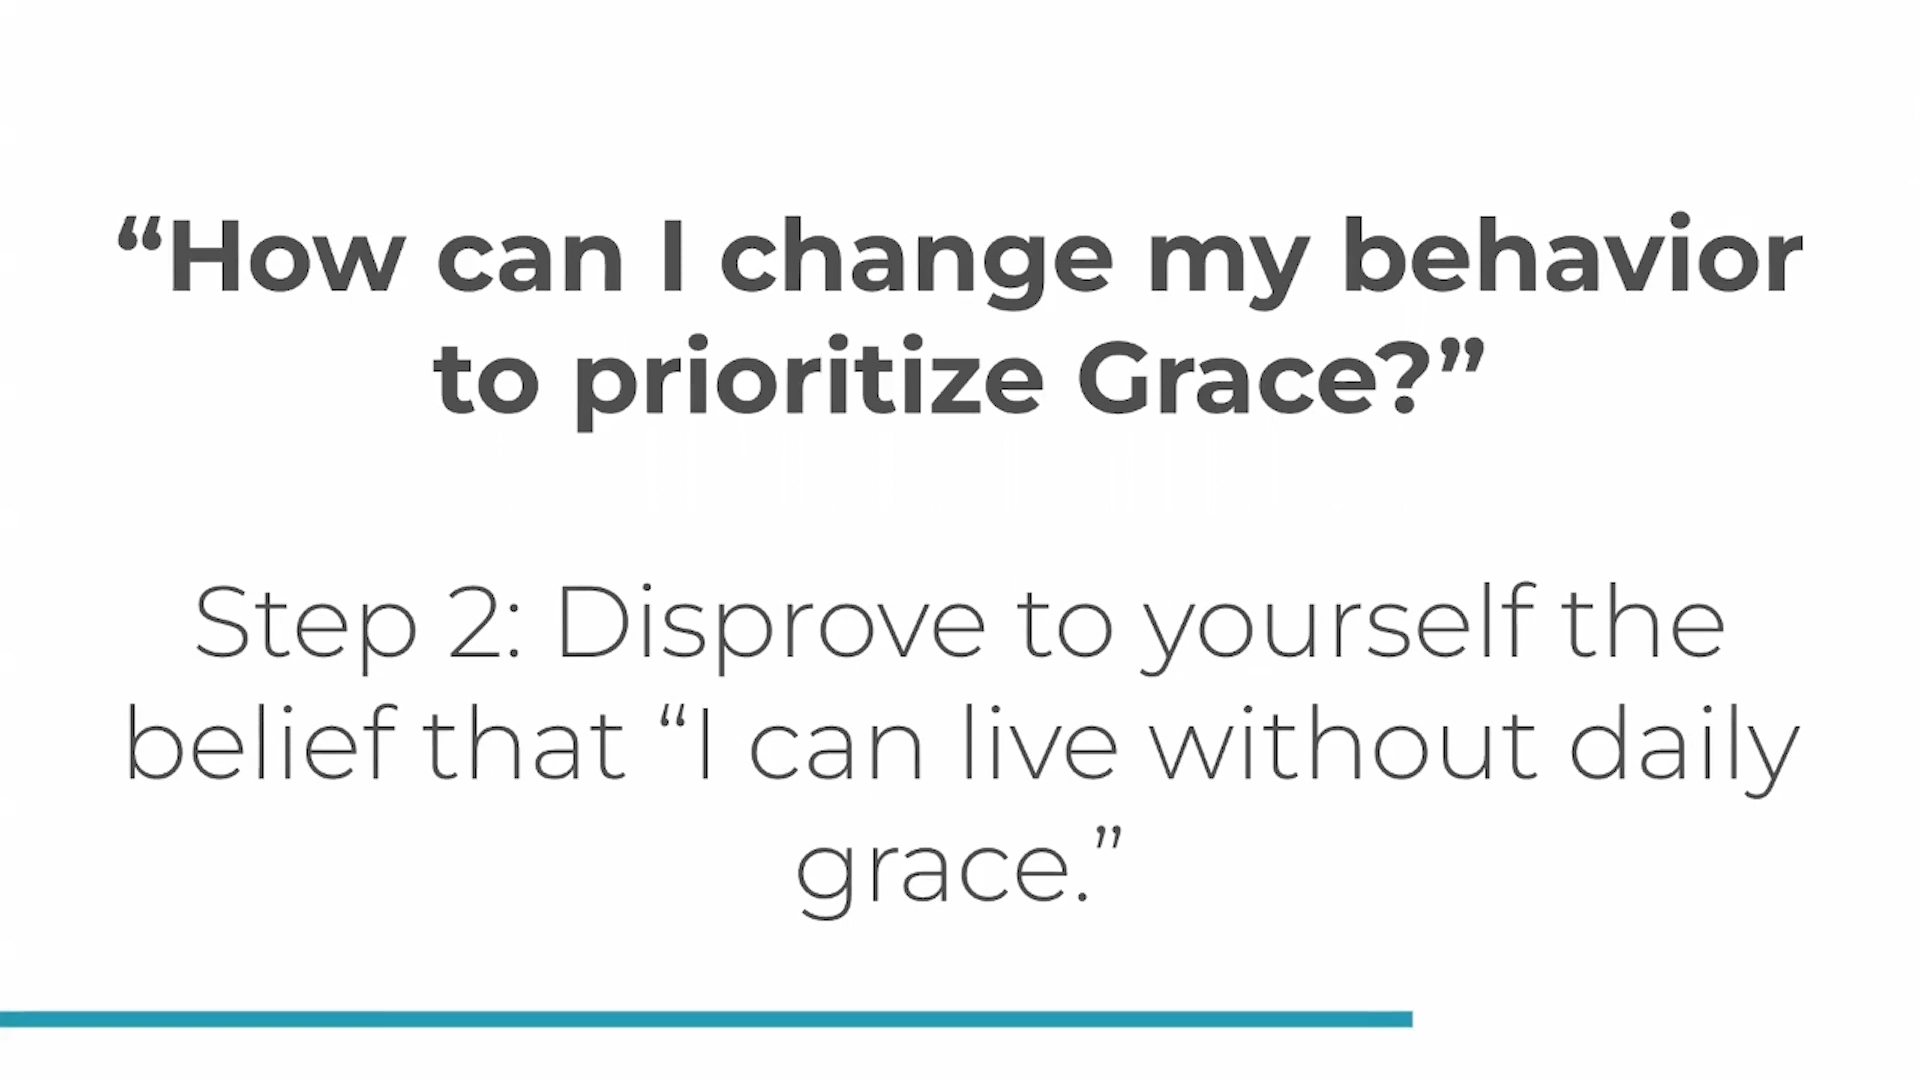 “How can I change my behavior
to prioritize Grace?”
Step 2: Disprove to yourself the
belief that “I can live without daily
grace.”